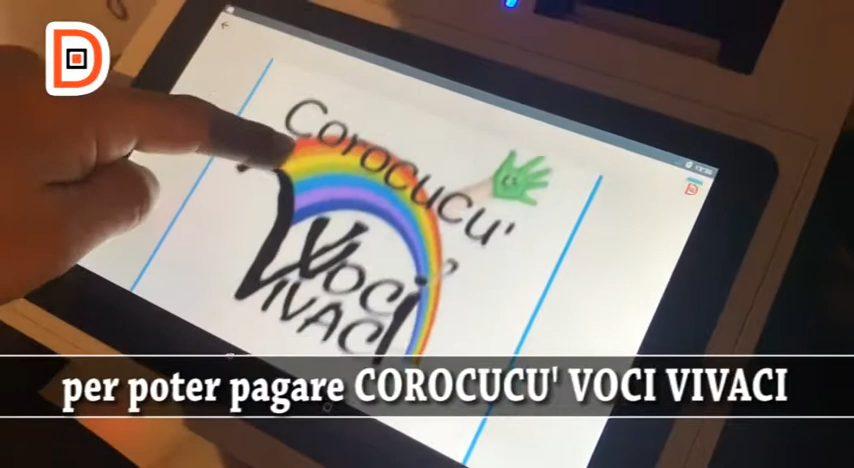 D
Corocucu'
Voci
Vivaci
per poter pagare COROCUCU' VOCI VIVACI